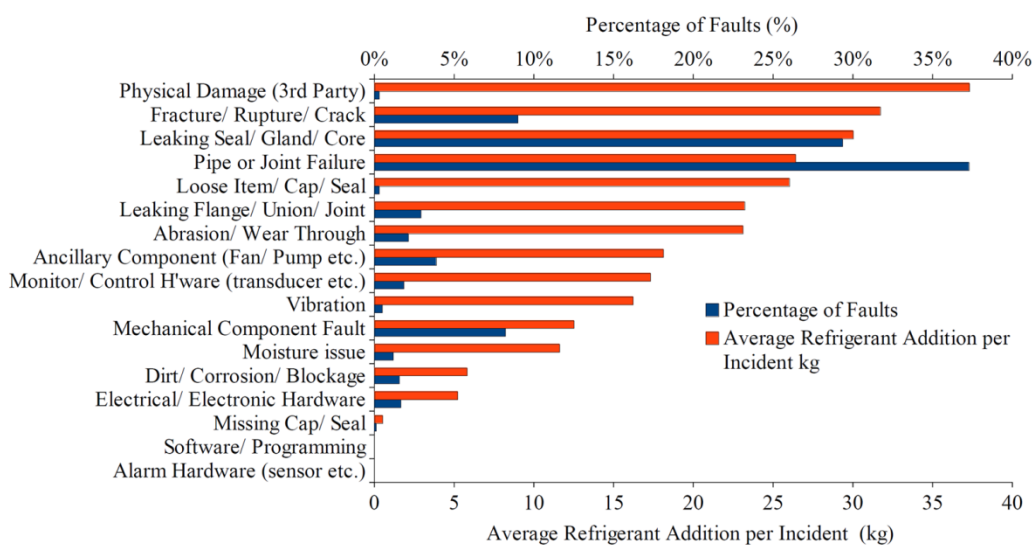 Percentage of Faults (%)
0% 5% 10% 15% 20% 25% 30% 35% 40%
Physical Damage (3rd Party)
Fracture/ Rupture/ Crack
Leaking Seal/ Gland/ Core
Pipe or Joint Failure
Loose Item/ Cap/ Seal
Leaking Flange/ Union/ Joint
Abrasion/ Wear Through
Ancillary Component (Fan/ Pump etc.)
Monitor/ Control H'ware (transducer etc.)
Vibration
Mechanical Component Fault
Moisture issue
Dirt/ Corrosion/ Blockage
Electrical/ Electronic Hardware
Missing Cap/ Seal
Software/ Programming
Alarm Hardware (sensor etc.)
Percentage of Faults
Average Refrigerant Addition per
Incident kg
0 5 10 15 20 25 30 35 40
Average Refrigerant Addition per Incident (kg)